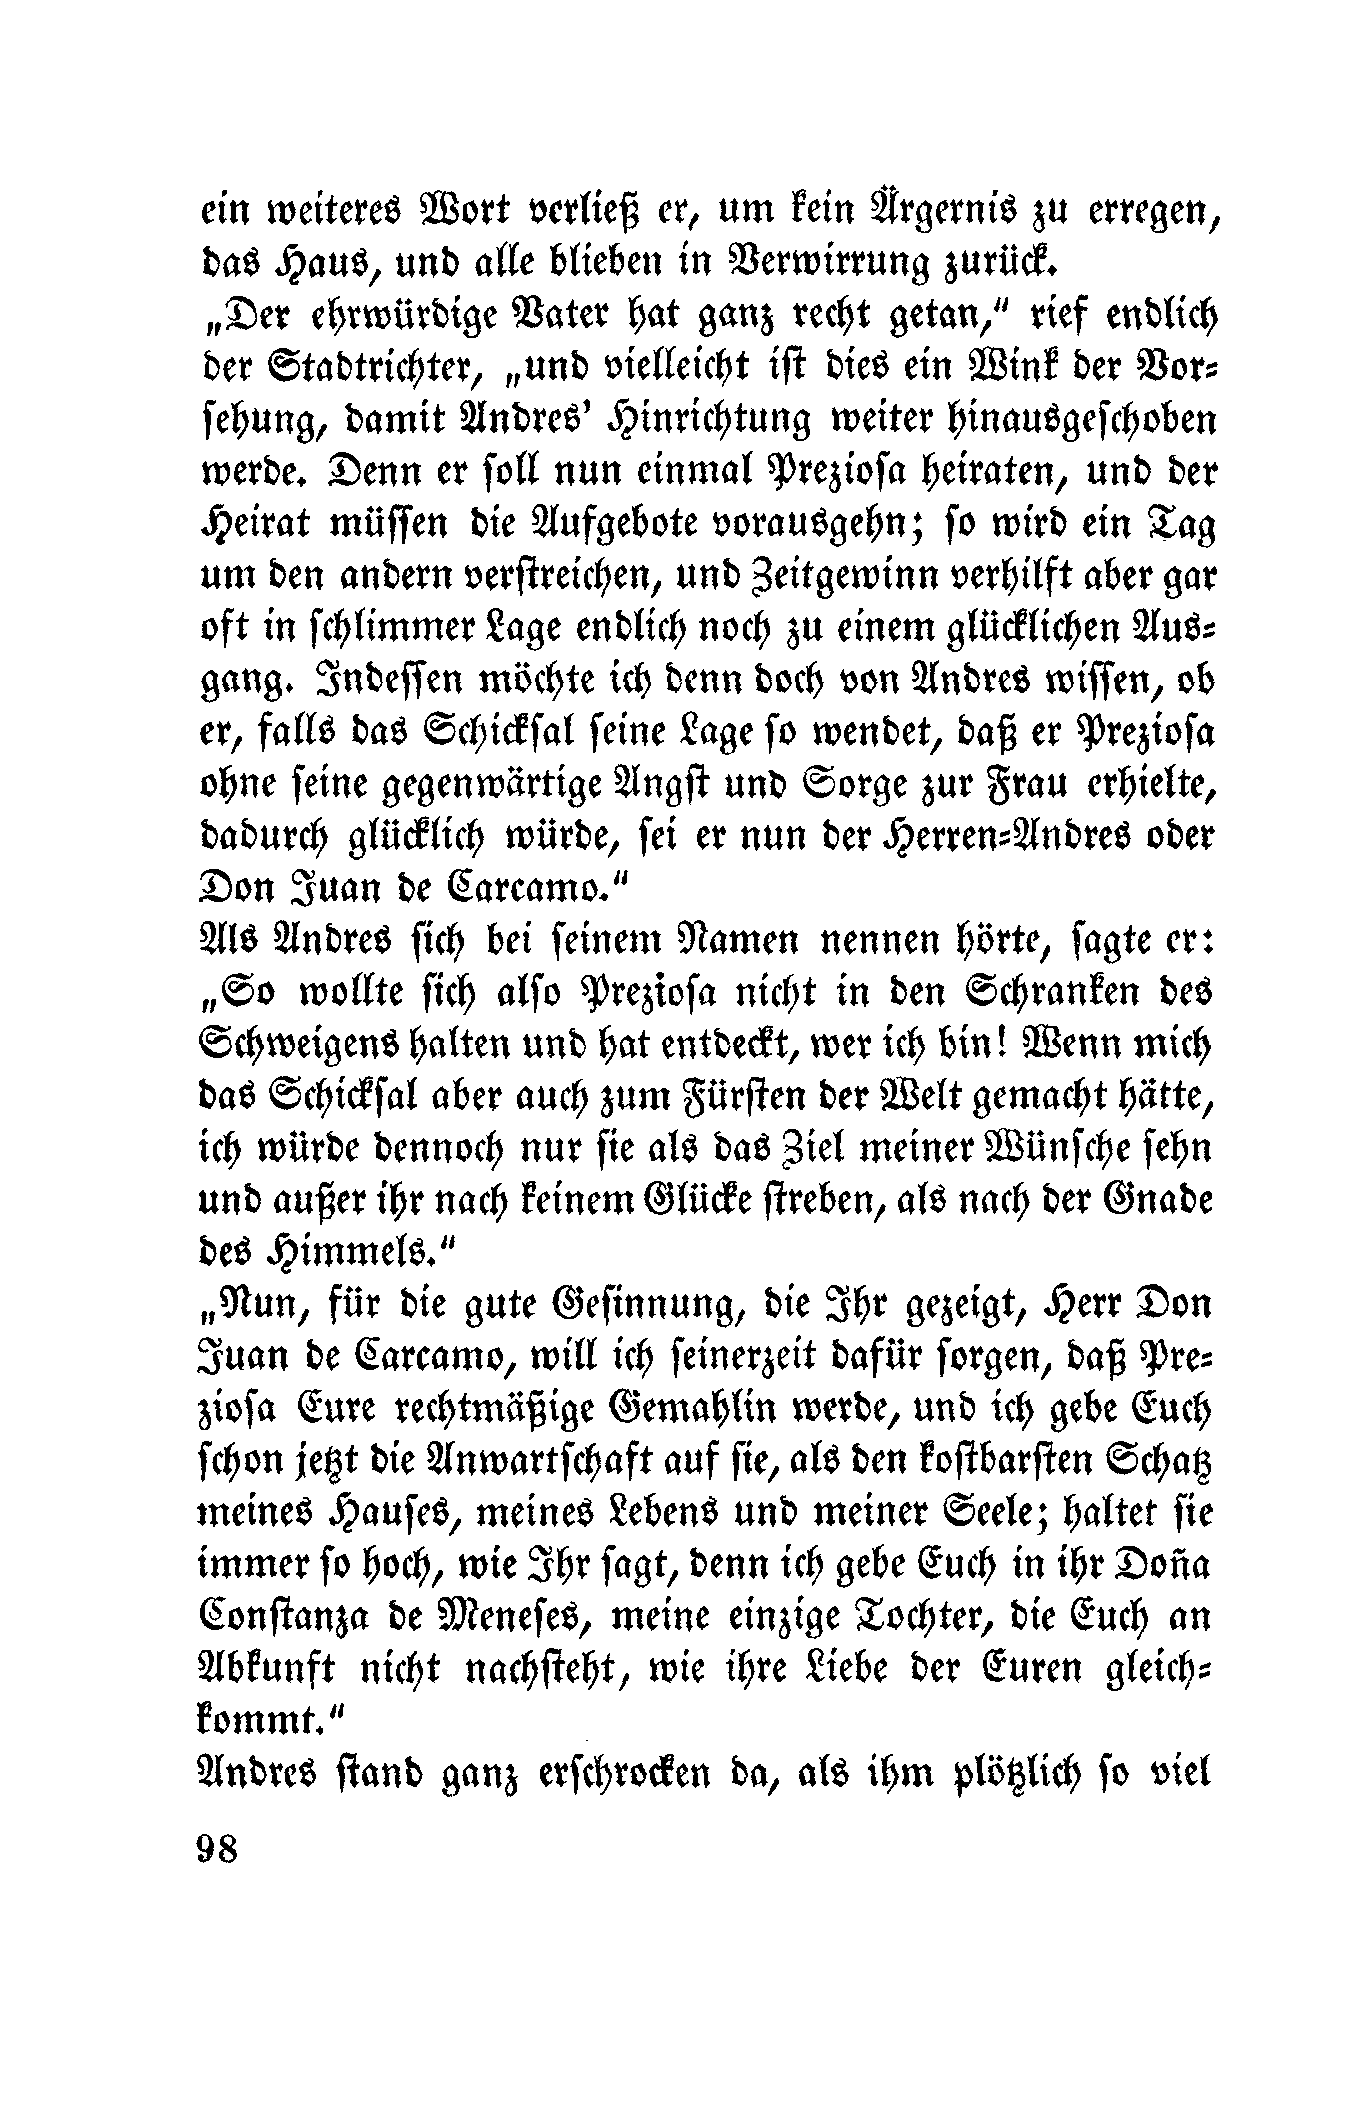 ein weiteres Wort verließ er, um kein Ärgernis zu erregen,
das Haus, und alle blieben in Verwirrung zurück.
„Der ehrwürdige Vater hat ganz recht getan,“ rief endlich
der Stadtrichter, „und vielleicht ist dies ein Wink der Vor-
sehung, damit Andres’ Hinrichtung weiter hinausgeschoben
werde. Denn er soll nun einmal Preziosa heiraten, und der
Heirat müssen die Aufgebote vorausgehn; so wird ein Tag
um den andern verstreichen, und Zeitgewinn verhilft aber gar
oft in schlimmer Lage endlich noch zu einem glücklichen Aus-
gang. Indessen möchte ich denn doch von Andres wissen, ob
er, falls das Schicksal seine Lage so wendet, daß er Preziosa
ohne seine gegenwärtige Angst und Sorge zur Frau erhielte,
dadurch glücklich würde, sei er nun der Herren-Andres oder
Don Juan de Carcamo.“
Als Andres sich bei seinem Namen nennen hörte, sagte er:
„So wollte sich also Preziosa nicht in den Schranken des
Schweigens halten und hat entdeckt, wer ich bin! Wenn mich
das Schicksal aber auch zum Fürsten der Welt gemacht hätte,
ich würde dennoch nur sie als das Ziel meiner Wünsche sehn
und außer ihr nach keinem Glücke streben, als nach der Gnade
des Himmels.“
„Nun, für die gute Gesinnung, die Ihr gezeigt, Herr Don
Juan de Carcamo, will ich seinerzeit dafür sorgen, daß Pre-
ziosa Eure rechtmäßige Gemahlin werde, und ich gebe Euch
schon jetzt die Anwartschaft auf sie, als den kostbarsten Schatz
meines Hauses, meines Lebens und meiner Seele; haltet sie
immer so hoch, wie Ihr sagt, denn ich gebe Euch in ihr Doña
Constanza de Meneses, meine einzige Tochter, die Euch an
Abkunft nicht nachsteht, wie ihre Liebe der Euren gleich-
kommt.“
Andres stand ganz erschrocken da, als ihm plötzlich so viel
98